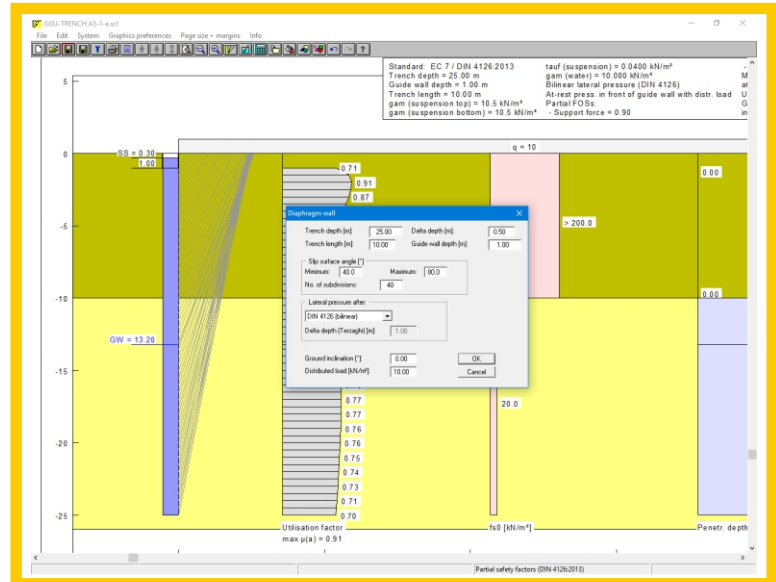 GGU-TRENCH A3-1-e.scl
File Edit System Graphics preferences Page size + margins Info
Standard: EC 7 / DIN 4126:2013
Trench depth = 25.00 m
Guide wall depth = 1.00 m
Trench length = 10.00 m
gam (suspension top) = 10.5 kN/m³
gam (suspension bottom) = 10.5 kN/m³
tauf (suspension) = 0.0400 kN/m²
gam (water) = 10.000 kN/m³
Bilinear lateral pressure (DIN 4126)
At-rest press. in front of guide wall with distr. load
Partial FOSs:
- Support force = 0.90
-
M
at
U
G
in
5
q = 10
0
SS = 0.30
1.00
0.71
0.91
0.87
0.00
Diaphragm wall
Trench depth [m]: 25.00 Delta depth [m]: 0.50
Trench length [m]: 10.00 Guide wall depth [m]: 1.00
Slip surface angle [°]
Minimum: 40.0 Maximum: 80.0
No. of subdivisions: 40
Lateral pressure after:
DIN 4126 (bilinear)
Delta depth (Terzaghi) [m] 1.00
Ground inclination [°] 0.00 OK
Distributed load [kN/m²]: 10.00 Cancel
-5
> 200.0
-10
0.00
GW = 13.20
-15
0.77
20.0
0.77
0.76
-20
0.76
0.75
0.74
0.73
0.71
-25
0.70
Utilisation factor
max μ(a) = 0.91
fs0 [kN/m³]
Penetr. depth
Partial safety factors (DIN 4126:2013)